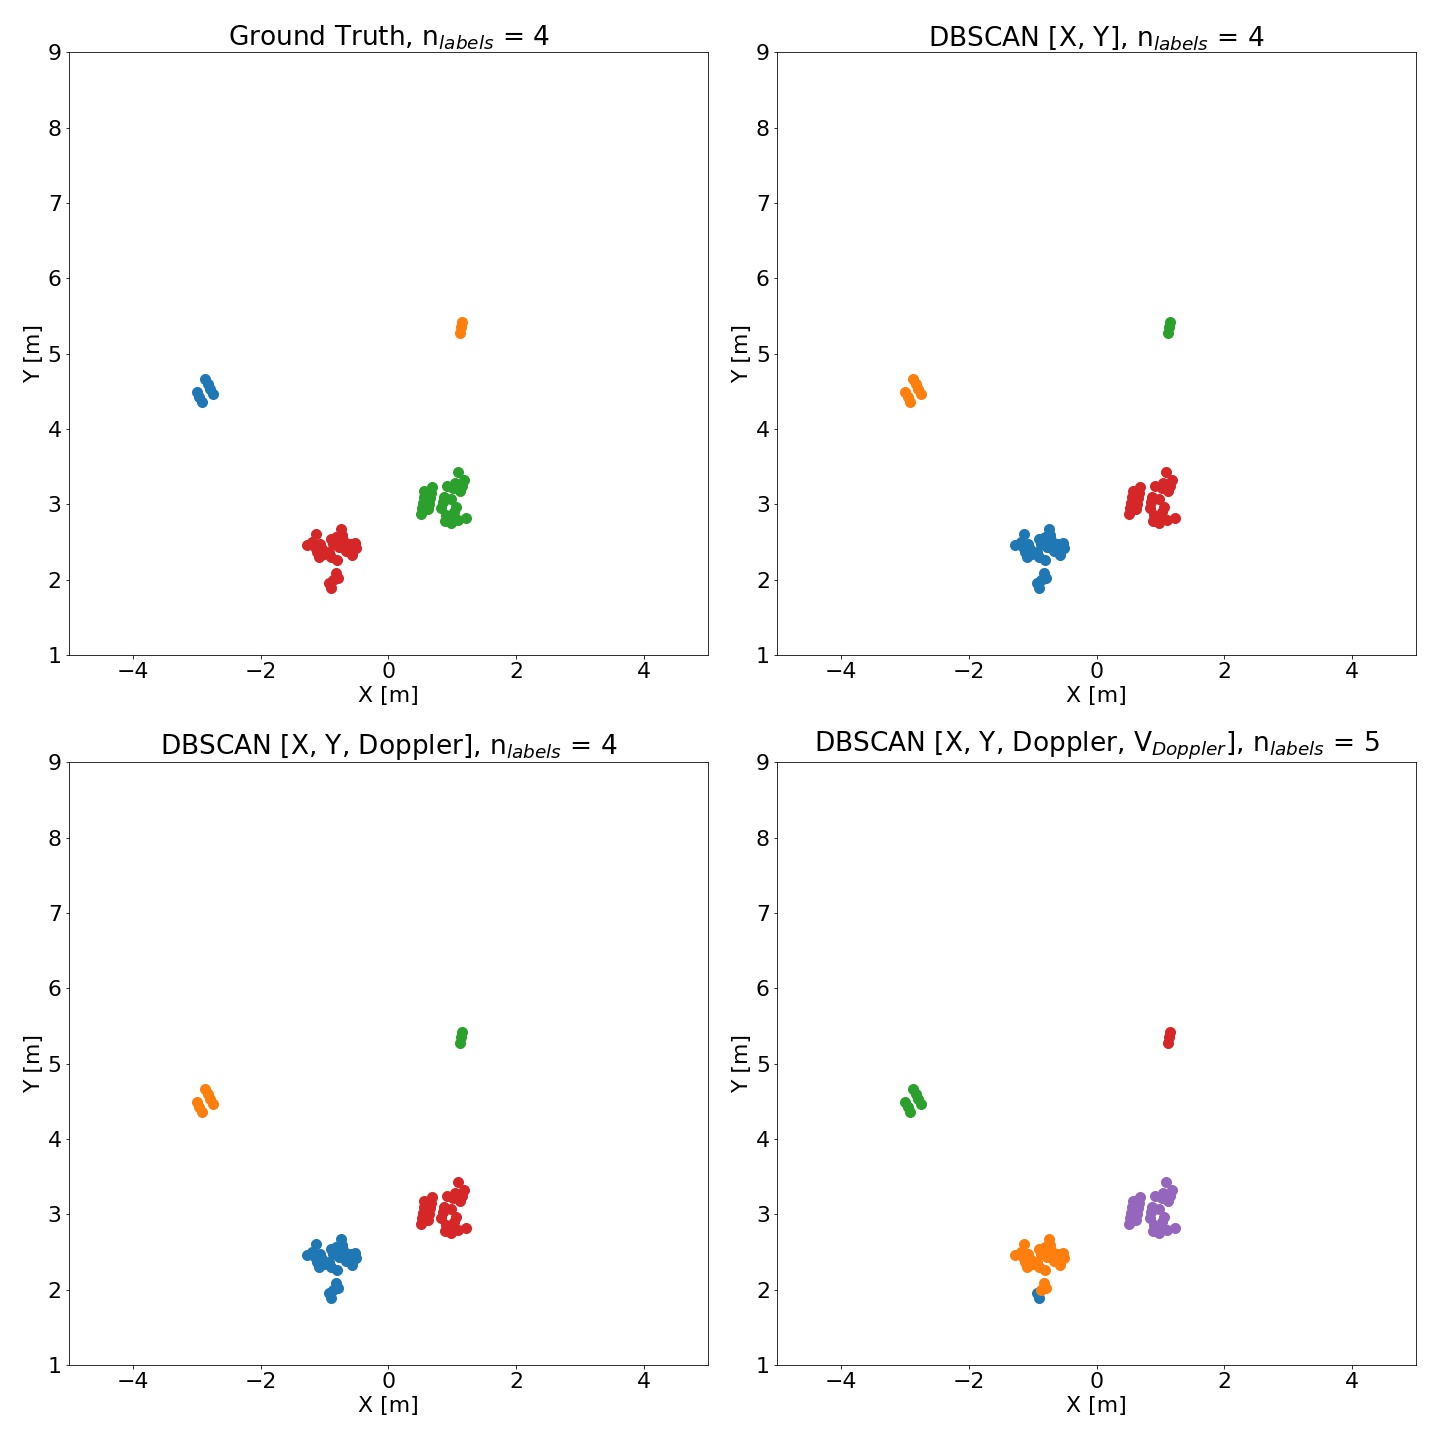 Ground Truth, n_labels = 4
9
8
7
6
5
4
3
2
1
Y [m]
−4 −2 0 2 4
X [m]
DBSCAN [X, Y], n_labels = 4
9
8
7
6
5
4
3
2
1
Y [m]
−4 −2 0 2 4
X [m]
DBSCAN [X, Y, Doppler], n_labels = 4
9
8
7
6
5
4
3
2
1
Y [m]
−4 −2 0 2 4
X [m]
DBSCAN [X, Y, Doppler, V_Doppler], n_labels = 5
9
8
7
6
5
4
3
2
1
Y [m]
−4 −2 0 2 4
X [m]